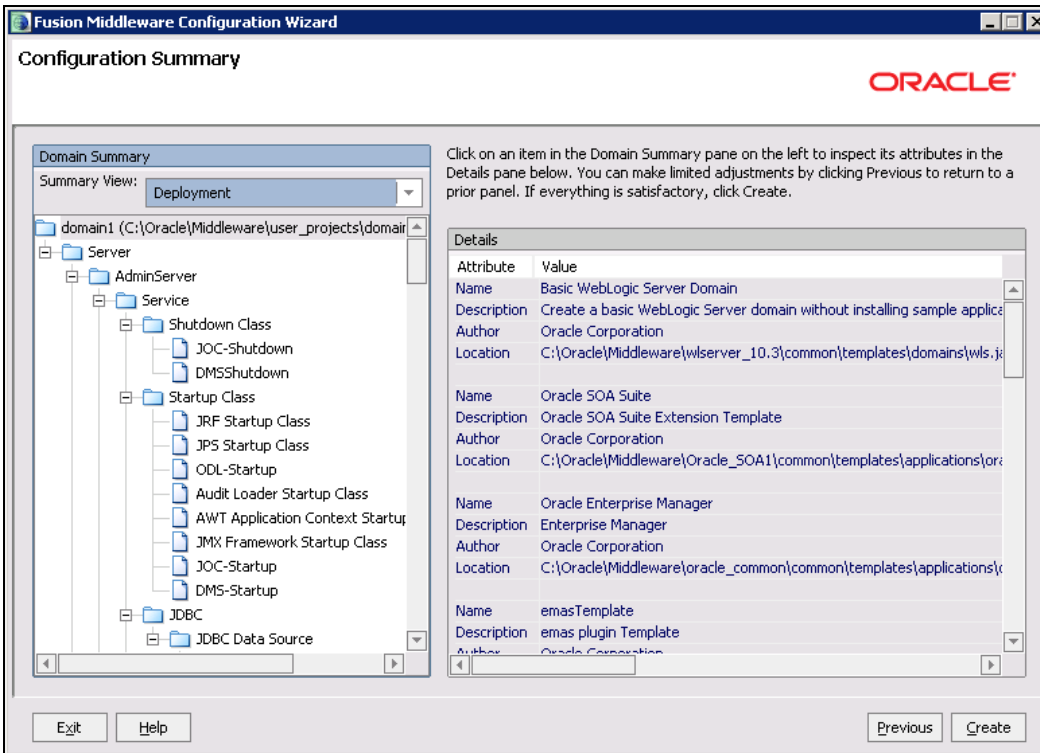 Fusion Middleware Configuration Wizard
Configuration Summary
ORACLE
Domain Summary
Summary View:
Deployment
domain1 (C:\Oracle\Middleware\user_projects\domair
Server
AdminServer
Service
Shutdown Class
JOC-Shutdown
DMSShutdown
Startup Class
JRF Startup Class
JPS Startup Class
ODL-Startup
Audit Loader Startup Class
AWT Application Context Startup
JMX Framework Startup Class
JOC-Startup
DMS-Startup
JDBC
JDBC Data Source
Click on an item in the Domain Summary pane on the left to inspect its attributes in the
Details pane below. You can make limited adjustments by clicking Previous to return to a
prior panel. If everything is satisfactory, click Create.
Details
Attribute Value
Name Basic WebLogic Server Domain
Description Create a basic WebLogic Server domain without installing sample applica
Author Oracle Corporation
Location C:\Oracle\Middleware\wlserver_10.3\common\templates\domains\wls.ja
Name Oracle SOA Suite
Description Oracle SOA Suite Extension Template
Author Oracle Corporation
Location C:\Oracle\Middleware\Oracle_SOA1\common\templates\applications\ora
Name Oracle Enterprise Manager
Description Enterprise Manager
Author Oracle Corporation
Location C:\Oracle\Middleware\oracle_common\common\templates\applications\c
Name emasTemplate
Description emas plugin Template
Author Oracle Corporation
Exit Help Previous Create